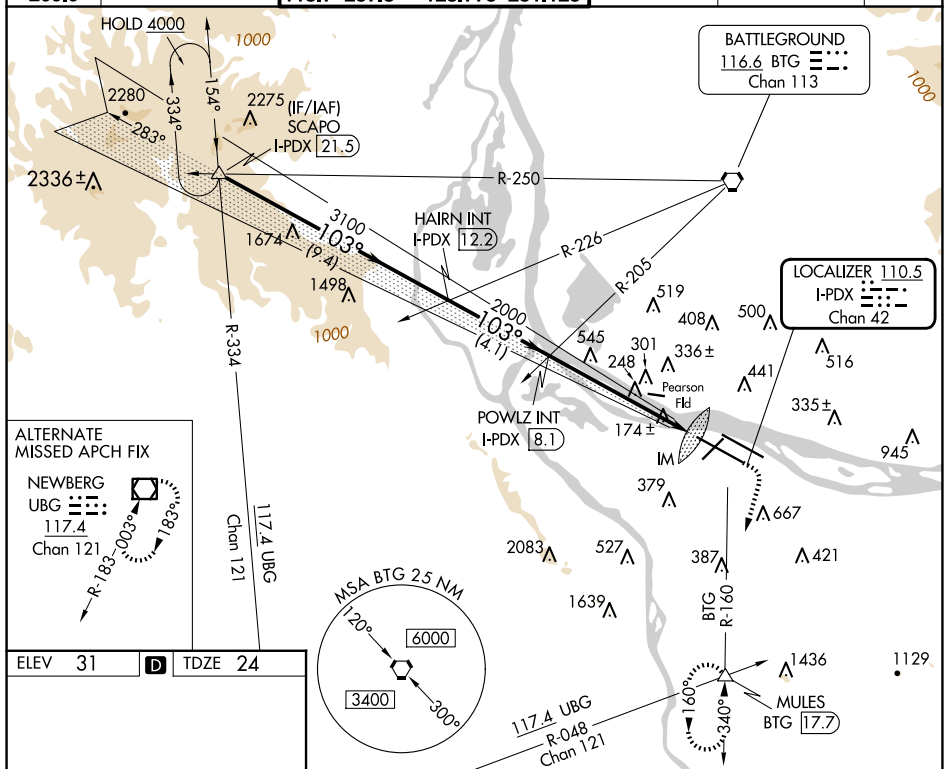 HOLD 4000
1000
154°
334°
2280
283°
2275
(IF/IAF)
SCAPO
I-PDX 21.5
2336 ±
BATTLEGROUND
116.6 BTG
Chan 113
1000
R-250
3100
103°
(9.4)
1674
1498
1000
HAIRN INT
I-PDX 12.2
R-226
R-205
2000
103°
(4.1)
LOCALIZER 110.5
I-PDX
Chan 42
519
408
500
545
301
248
336 ±
516
441
Pearson
Fld
335 ±
174 ±
945
IM
POWLZ INT
I-PDX 8.1
R-334
117.4 UBG
Chan 121
379
667
2083
527
387
421
1639
BTG
R-160
ALTERNATE
MISSED APCH FIX
NEWBERG
UBG
117.4
Chan 121
R-183
003°
183°
MSA BTG 25 NM
120°
6000
3400
300°
117.4 UBG
R-048
Chan 121
160°
340°
1436
1129
MULES
BTG 17.7
ELEV 31
D
TDZE 24